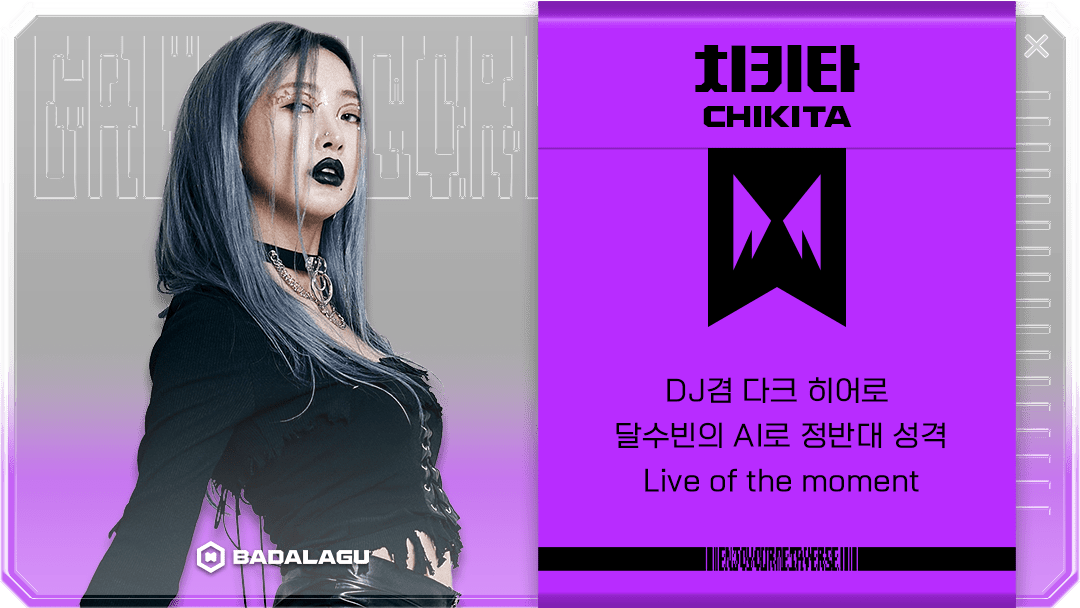 치키타
CHIKITA
DJ겸 다크 히어로
달수빈의 AI로 정반대 성격
Live of the moment
BADALAGU
ENJOYYOURMETAVERSE